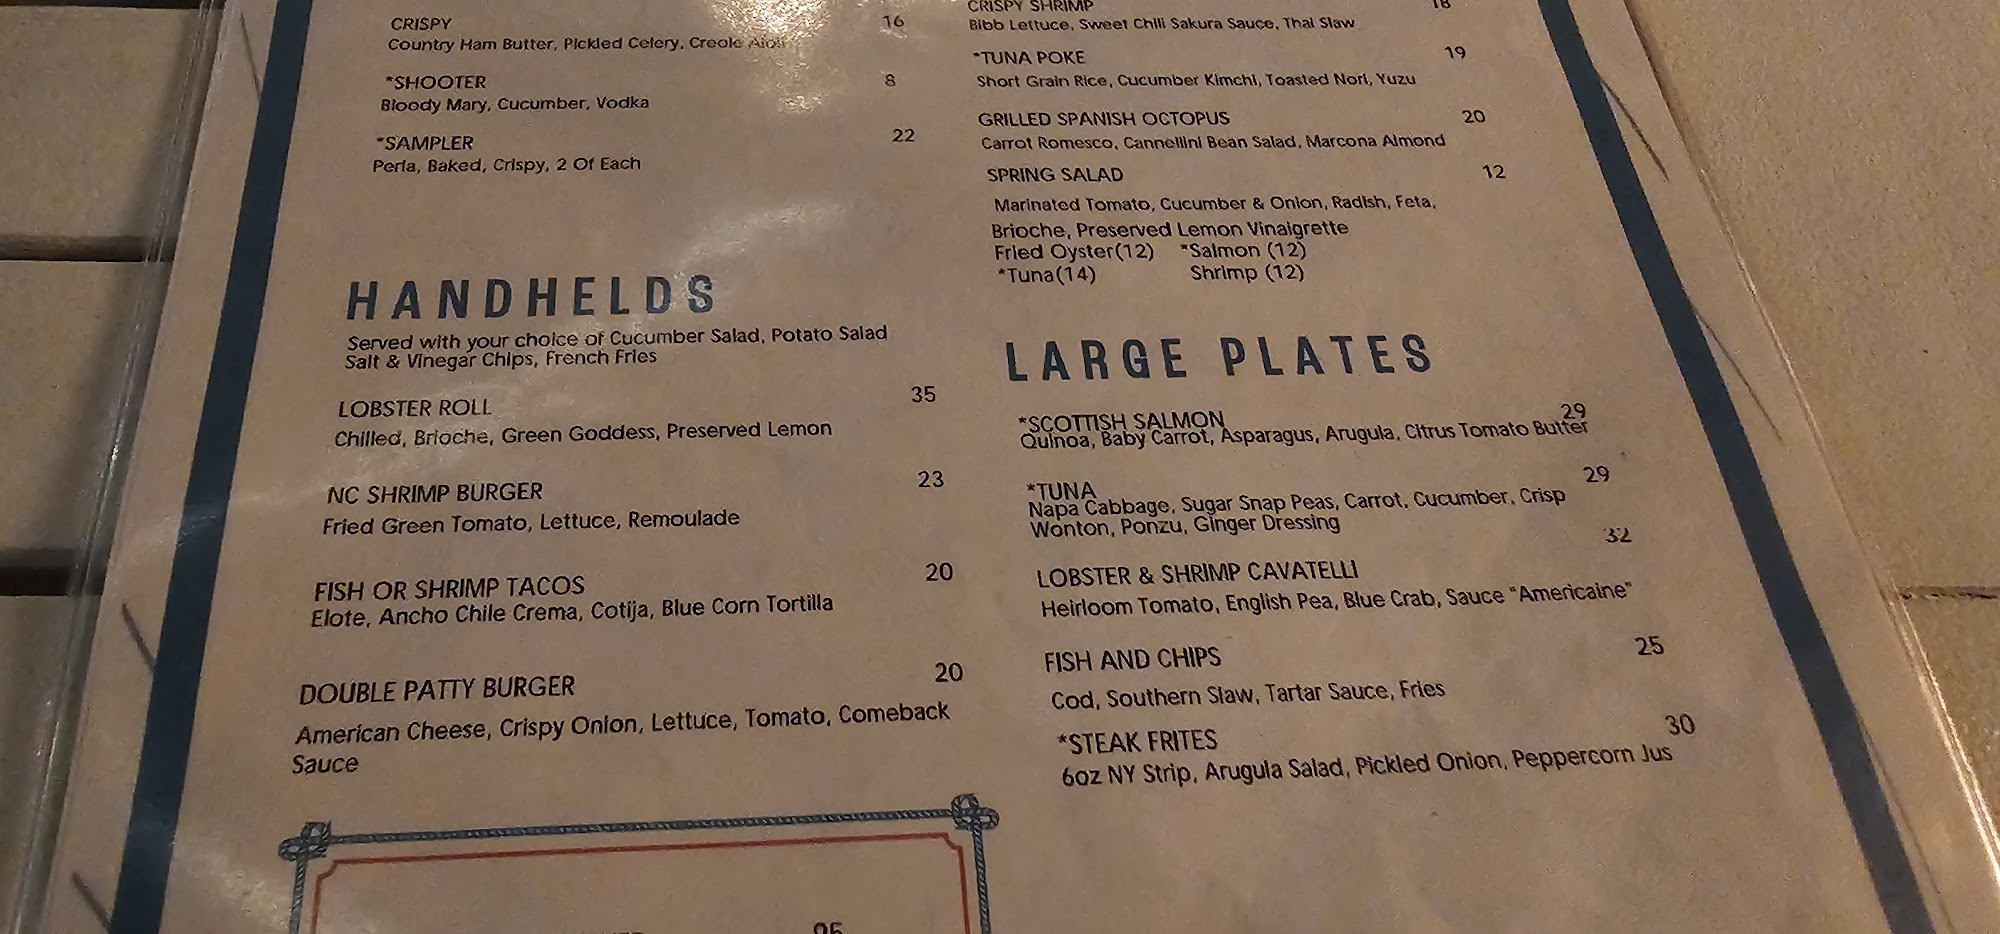 CRISPY 16
Country Ham Butter, Pickled Celery, Creole Aioli
*SHOOTER 8
Bloody Mary, Cucumber, Vodka
*SAMPLER 22
Perla, Baked, Crispy, 2 Of Each
HANDHELDS
Served with your choice of Cucumber Salad, Potato Salad
Salt & Vinegar Chips, French Fries
LOBSTER ROLL 35
Chilled, Brioche, Green Goddess, Preserved Lemon
NC SHRIMP BURGER 23
Fried Green Tomato, Lettuce, Remoulade
FISH OR SHRIMP TACOS 20
Elote, Ancho Chile Crema, Cotija, Blue Corn Tortilla
DOUBLE PATTY BURGER 20
American Cheese, Crispy Onion, Lettuce, Tomato, Comeback
Sauce
CRISPY SHRIMP 18
Bibb Lettuce, Sweet Chili Sakura Sauce, Thai Slaw
*TUNA POKE 19
Short Grain Rice, Cucumber Kimchi, Toasted Nori, Yuzu
GRILLED SPANISH OCTOPUS 20
Carrot Romesco, Cannellini Bean Salad, Marcona Almond
SPRING SALAD 12
Marinated Tomato, Cucumber & Onion, Radish, Feta,
Brioche, Preserved Lemon Vinaigrette
Fried Oyster(12) *Salmon (12)
*Tuna(14) Shrimp (12)
LARGE PLATES
*SCOTTISH SALMON 29
Quinoa, Baby Carrot, Asparagus, Arugula, Citrus Tomato Butter
*TUNA 29
Napa Cabbage, Sugar Snap Peas, Carrot, Cucumber, Crisp
Wonton, Ponzu, Ginger Dressing
LOBSTER & SHRIMP CAVATELLI 32
Heirloom Tomato, English Pea, Blue Crab, Sauce "Americaine"
FISH AND CHIPS 25
Cod, Southern Slaw, Tartar Sauce, Fries
*STEAK FRITES 30
6oz NY Strip, Arugula Salad, Pickled Onion, Peppercorn Jus